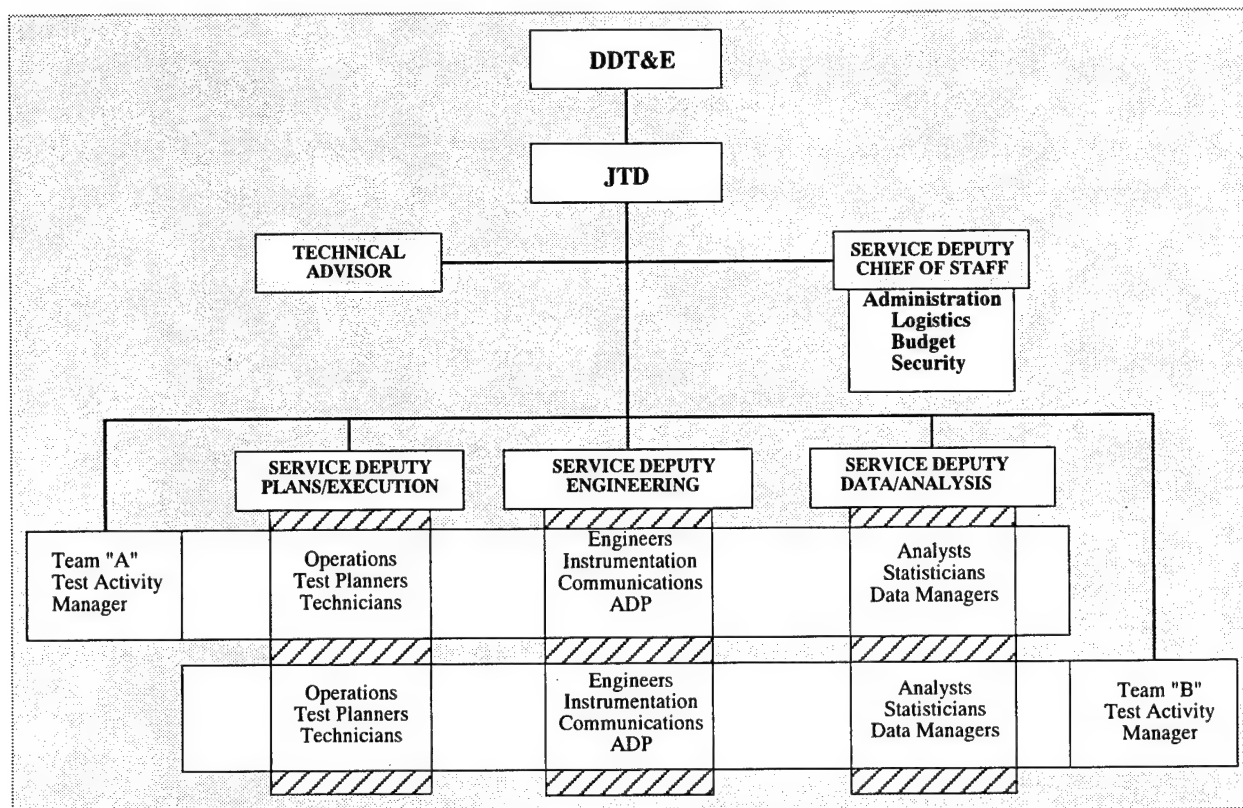 DDT&E
JTD
TECHNICAL
ADVISOR
SERVICE DEPUTY
CHIEF OF STAFF
Administration
Logistics
Budget
Security
SERVICE DEPUTY
PLANS/EXECUTION
SERVICE DEPUTY
ENGINEERING
SERVICE DEPUTY
DATA/ANALYSIS
Team "A"
Test Activity
Manager
Operations
Test Planners
Technicians
Engineers
Instrumentation
Communications
ADP
Analysts
Statisticians
Data Managers
Operations
Test Planners
Technicians
Engineers
Instrumentation
Communications
ADP
Analysts
Statisticians
Data Managers
Team "B"
Test Activity
Manager